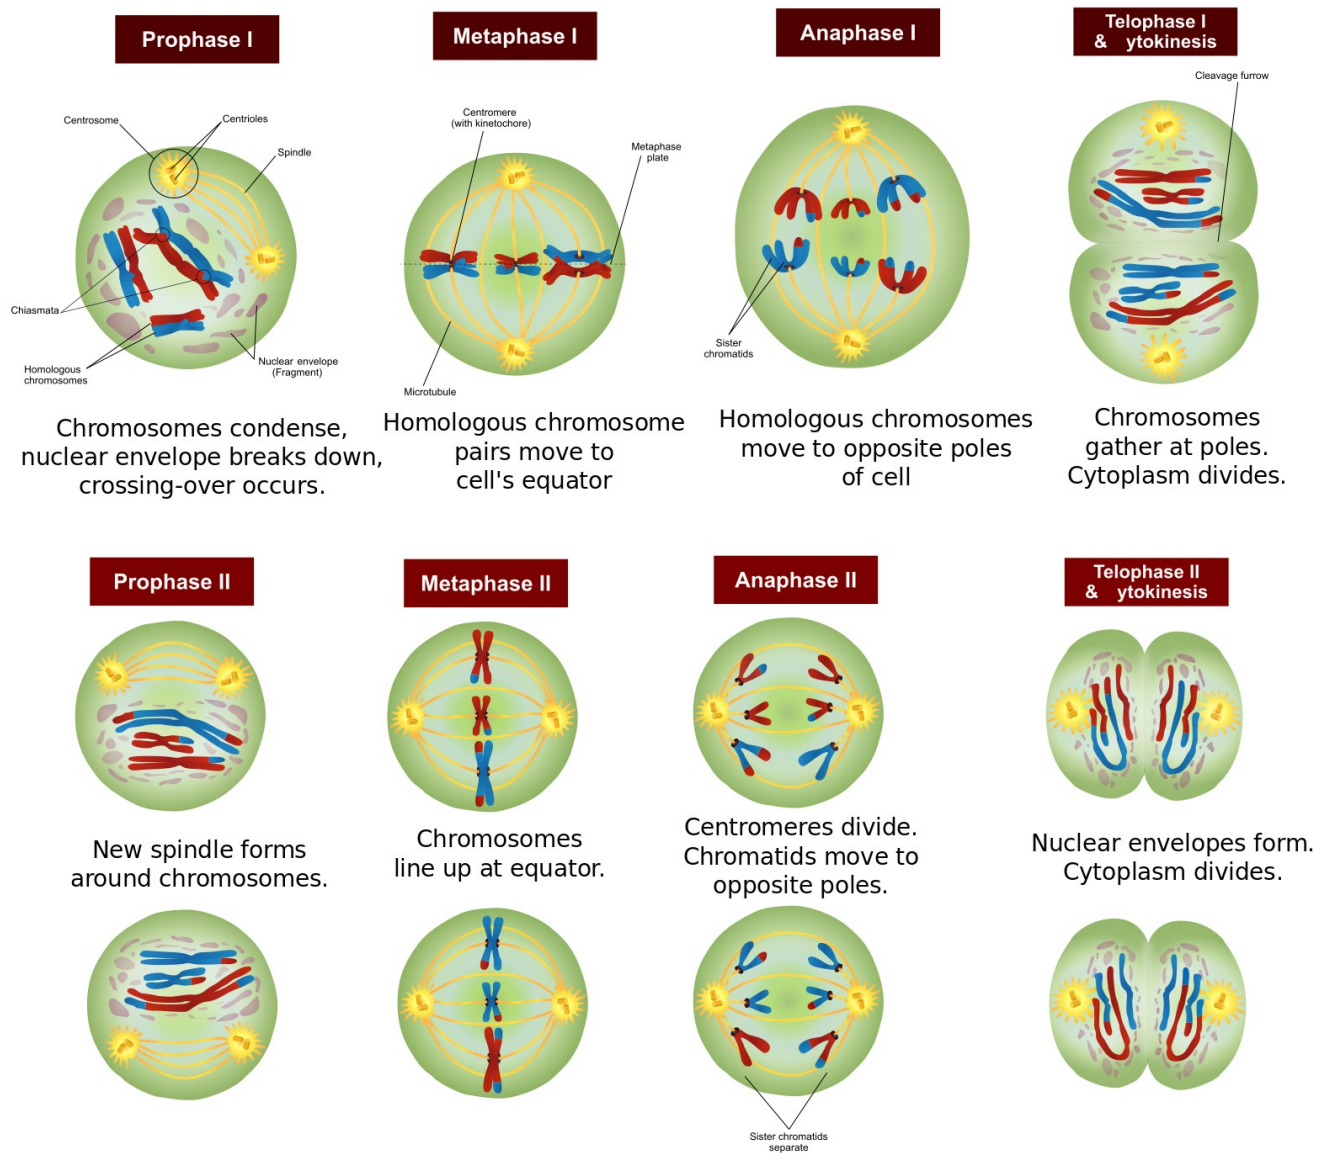 Prophase I
Metaphase I
Anaphase I
Telophase I
& ytokinesis
Cleavage furrow
Centrosome
Centrioles
Spindle
Chiasmata
Homologous
chromosomes
Nuclear envelope
(Fragment)
Centromere
(with kinetochore)
Metaphase
plate
Microtubule
Sister
chromatids
Chromosomes condense,
nuclear envelope breaks down,
crossing-over occurs.
Homologous chromosome
pairs move to
cell's equator
Homologous chromosomes
move to opposite poles
of cell
Chromosomes
gather at poles.
Cytoplasm divides.
Prophase II
Metaphase II
Anaphase II
Telophase II
& ytokinesis
New spindle forms
around chromosomes.
Chromosomes
line up at equator.
Centromeres divide.
Chromatids move to
opposite poles.
Nuclear envelopes form.
Cytoplasm divides.
Sister chromatids
separate